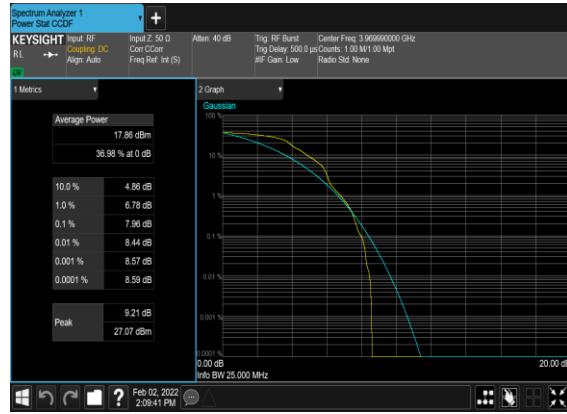 Spectrum Analyzer 1
Power Stat CCDF
+
KEYSIGHT
RL
LXI
Input: RF
Coupling: DC
Align: Auto
Input Z: 50 Ω
Corr CCorr
Freq Ref: Int (S)
Atten: 40 dB
Trig: RF Burst
Trig Delay: 500.0 µs
#IF Gain: Low
Center Freq: 3.969990000 GHz
Counts: 1.00 M/1.00 Mpt
Radio Std: None
1 Metrics
Average Power
17.86 dBm
36.98 % at 0 dB
10.0 % 4.86 dB
1.0 % 6.78 dB
0.1 % 7.96 dB
0.01 % 8.44 dB
0.001 % 8.57 dB
0.0001 % 8.59 dB
Peak
9.21 dB
27.07 dBm
2 Graph
Gaussian
100 %
10 %
1 %
0.1 %
0.01 %
0.001 %
0.0001 %
0.00 dB
20.00 dB
Info BW 25.000 MHz
?
Feb 02, 2022
2:09:41 PM